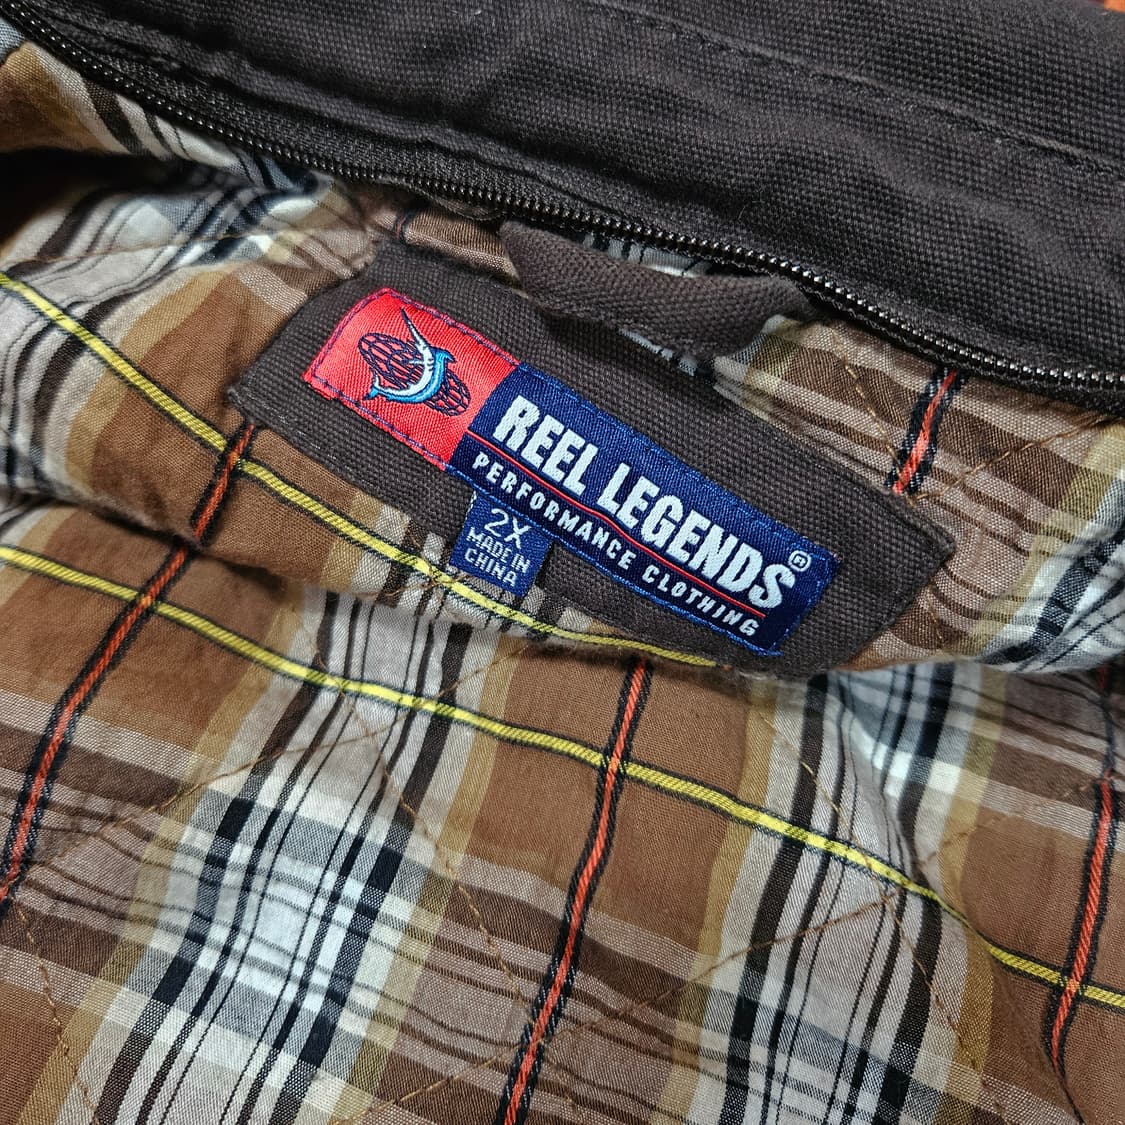 REEL LEGENDS®
PERFORMANCE CLOTHING
2X
MADE IN
CHINA